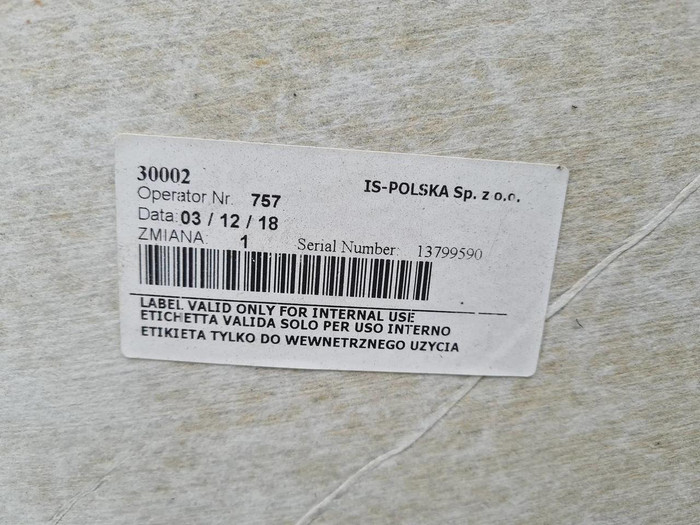 30002
IS-POLSKA Sp. z o.o.
Operator Nr. 757
Data: 03 / 12 / 18
ZMIANA: 1
Serial Number: 13799590
LABEL VALID ONLY FOR INTERNAL USE
ETICHETTA VALIDA SOLO PER USO INTERNO
ETIKIETA TYLKO DO WEWNETRZNEGO UZYCIA